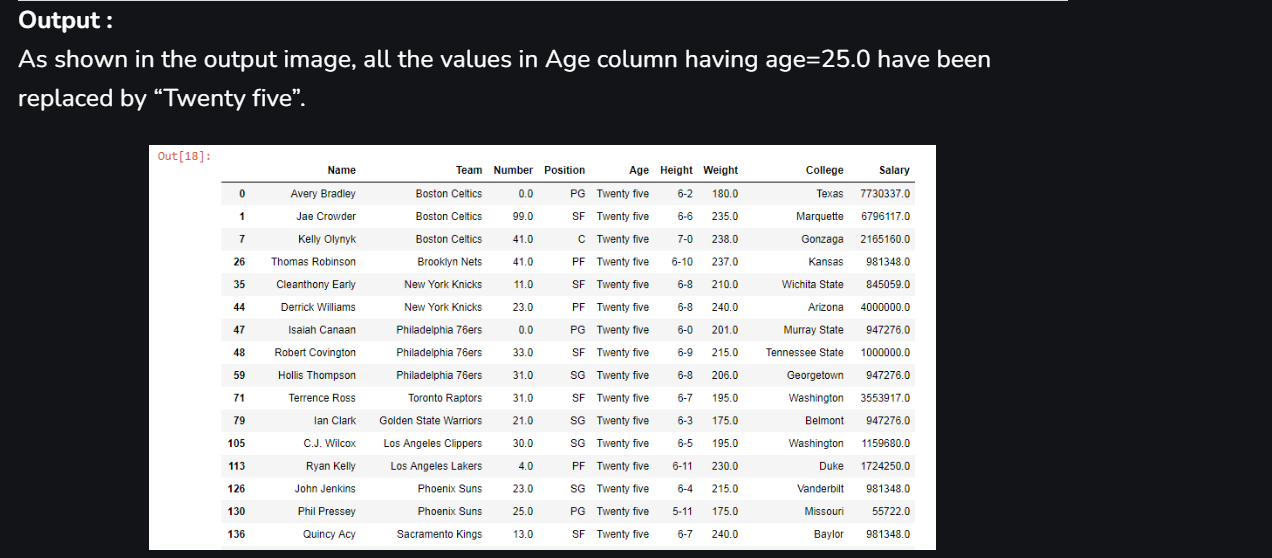 Output :
As shown in the output image, all the values in Age column having age=25.0 have been
replaced by “Twenty five”.
Out[18]:
Name Team Number Position Age Height Weight College Salary
0 Avery Bradley Boston Celtics 0.0 PG Twenty five 6-2 180.0 Texas 7730337.0
1 Jae Crowder Boston Celtics 99.0 SF Twenty five 6-6 235.0 Marquette 6796117.0
7 Kelly Olynyk Boston Celtics 41.0 C Twenty five 7-0 238.0 Gonzaga 2165160.0
26 Thomas Robinson Brooklyn Nets 41.0 PF Twenty five 6-10 237.0 Kansas 981348.0
35 Cleanthony Early New York Knicks 11.0 SF Twenty five 6-8 210.0 Wichita State 845059.0
44 Derrick Williams New York Knicks 23.0 PF Twenty five 6-8 240.0 Arizona 4000000.0
47 Isaiah Canaan Philadelphia 76ers 0.0 PG Twenty five 6-0 201.0 Murray State 947276.0
48 Robert Covington Philadelphia 76ers 33.0 SF Twenty five 6-9 215.0 Tennessee State 1000000.0
59 Hollis Thompson Philadelphia 76ers 31.0 SG Twenty five 6-8 206.0 Georgetown 947276.0
71 Terrence Ross Toronto Raptors 31.0 SF Twenty five 6-7 195.0 Washington 3553917.0
79 Ian Clark Golden State Warriors 21.0 SG Twenty five 6-3 175.0 Belmont 947276.0
105 C.J. Wilcox Los Angeles Clippers 30.0 SG Twenty five 6-5 195.0 Washington 1159680.0
113 Ryan Kelly Los Angeles Lakers 4.0 PF Twenty five 6-11 230.0 Duke 1724250.0
126 John Jenkins Phoenix Suns 23.0 SG Twenty five 6-4 215.0 Vanderbilt 981348.0
130 Phil Pressey Phoenix Suns 25.0 PG Twenty five 5-11 175.0 Missouri 55722.0
136 Quincy Acy Sacramento Kings 13.0 SF Twenty five 6-7 240.0 Baylor 981348.0